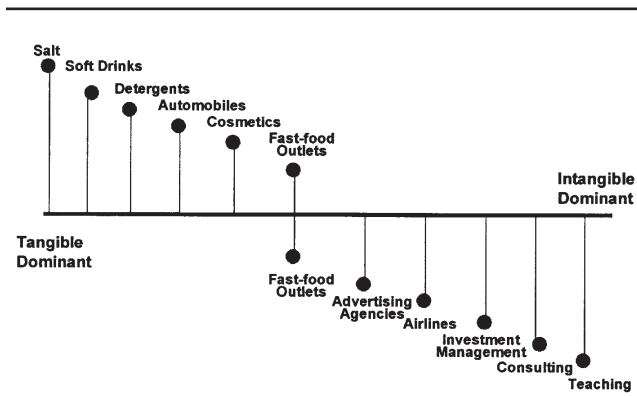 Salt
Soft Drinks
Detergents
Automobiles
Cosmetics
Fast-food
Outlets
Intangible
Dominant
Tangible
Dominant
Fast-food
Outlets
Advertising
Agencies
Airlines
Investment
Management
Consulting
Teaching